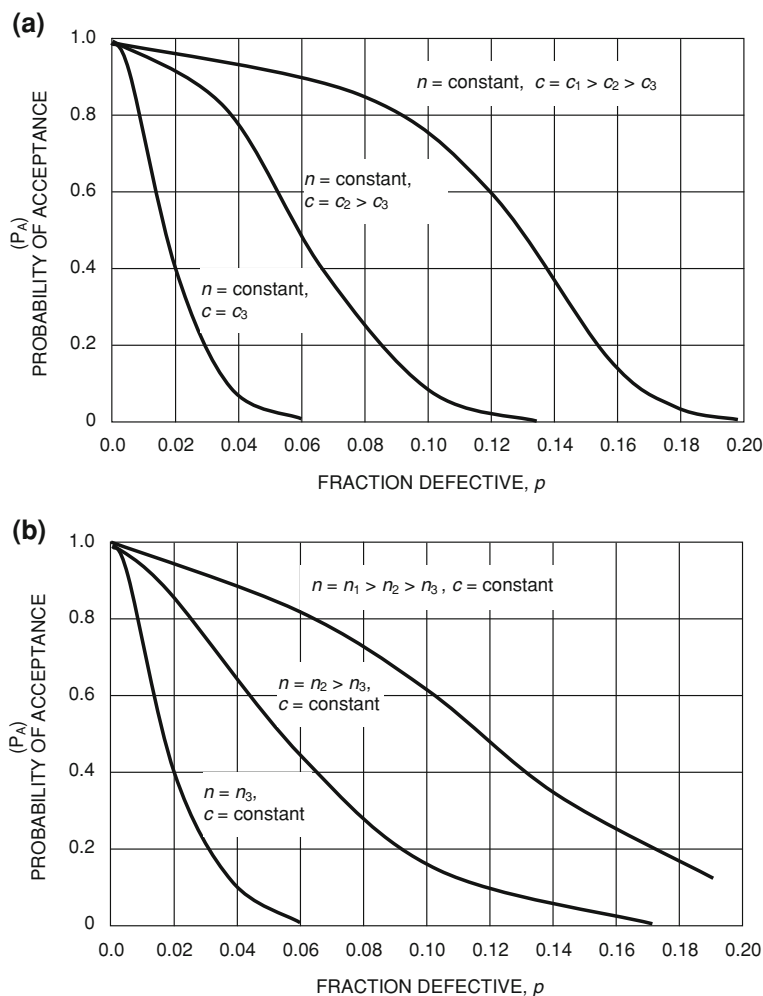 (a)
1.0
0.8
0.6
0.4
0.2
0
PROBABILITY OF ACCEPTANCE
(P_A)
n = constant, c = c₁ > c₂ > c₃
n = constant,
c = c₂ > c₃
n = constant,
c = c₃
0.0 0.02 0.04 0.06 0.08 0.10 0.12 0.14 0.16 0.18 0.20
FRACTION DEFECTIVE, p
(b)
1.0
0.8
0.6
0.4
0.2
0
PROBABILITY OF ACCEPTANCE
(P_A)
n = n₁ > n₂ > n₃ , c = constant
n = n₂ > n₃,
c = constant
n = n₃,
c = constant
0.0 0.02 0.04 0.06 0.08 0.10 0.12 0.14 0.16 0.18 0.20
FRACTION DEFECTIVE, p